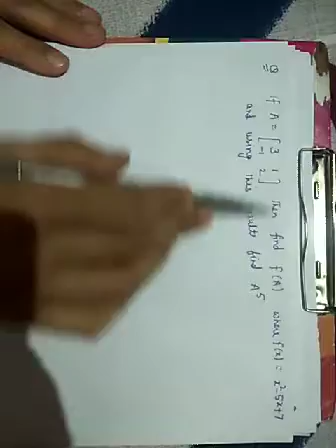 Q If A = [3 1 -1 2] Then find f(A) where f(x) = x²-5x+7
and using this find A⁵